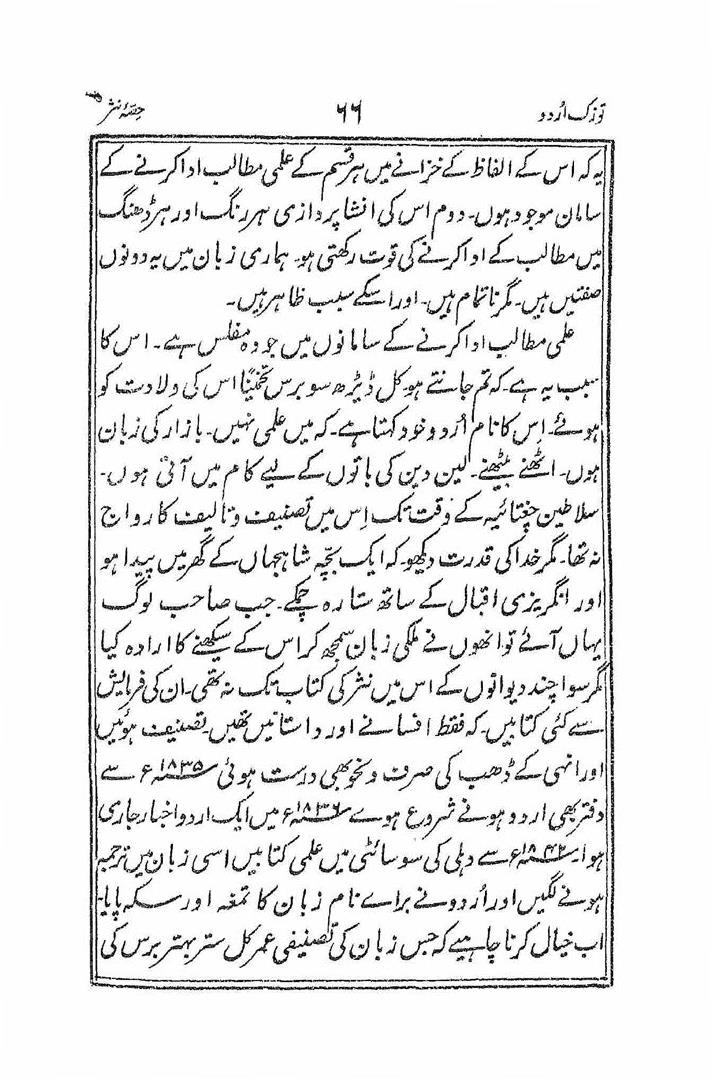 توزک اُردو ۶۶ حصّۂ نثر
یہ کہ اس کے الفاظ کے خزانے میں ہر قسم کے علمی مطالب ادا کرنے کے
سامان موجود ہوں۔ دوم اس کی انشا پردازی ہر رنگ اور ہر ڈھنگ
میں مطالب کے ادا کرنے کی قوت رکھتی ہو۔ ہماری زبان میں یہ دونوں
صفتیں ہیں۔ مگر ناتمام ہیں۔ اور اسکے سبب ظاہر ہیں۔
علمی مطالب ادا کرنے کے سامانوں میں جو وہ مفلس ہے۔ اس کا
سبب یہ ہے۔ کہ تم جانتے ہو۔ کل ڈیڑھ سو برس تخمیناً اس کی ولادت کو
ہوئے۔ اِس کا نام اُردو خود کہتا ہے۔ کہ میں علمی نہیں۔ بازار کی زبان
ہوں۔ اٹھنے بیٹھنے۔ لین دین کی باتوں کے لیے کام میں آئی ہوں۔
سلاطین چغتائیہ کے وقت تک اِس میں تصنیف و تالیف کا رواج
نہ تھا۔ مگر خدا کی قدرت دیکھو۔ کہ ایک بچّہ شاہجہاں کے گھر میں پیدا ہو
اور انگریزی اقبال کے ساتھ ستارہ چمکے۔ جب صاحب لوگ
یہاں آئے تو انھوں نے ملکی زبان سمجھ کر اس کے سیکھنے کا ارادہ کیا
مگر سوا چند دیوانوں کے اس میں نثر کی کتاب تک نہ تھی۔ ان کی فرمایش
سے کئی کتابیں۔ کہ فقط افسانے اور داستانیں تھیں۔ تصنیف ہوئیں
اور انہی کے ڈھب کی صرف و نحو بھی درست ہوئی ۱۸۳۵ء سے
دفتر بھی اردو ہونے شروع ہوے ۱۸۳۶ء میں ایک اردو اخبار جاری
ہوا۔ ۱۸۴۲ء سے دہلی کی سوسائٹی میں علمی کتابیں اسی زبان میں ترجمہ
ہونے لگیں اور اُردو نے براے نام زبان کا تمغہ اور سکہ پایا۔
اب خیال کرنا چاہیے کہ جس زبان کی تصنیفی عمر کل ستر بہتر برس کی